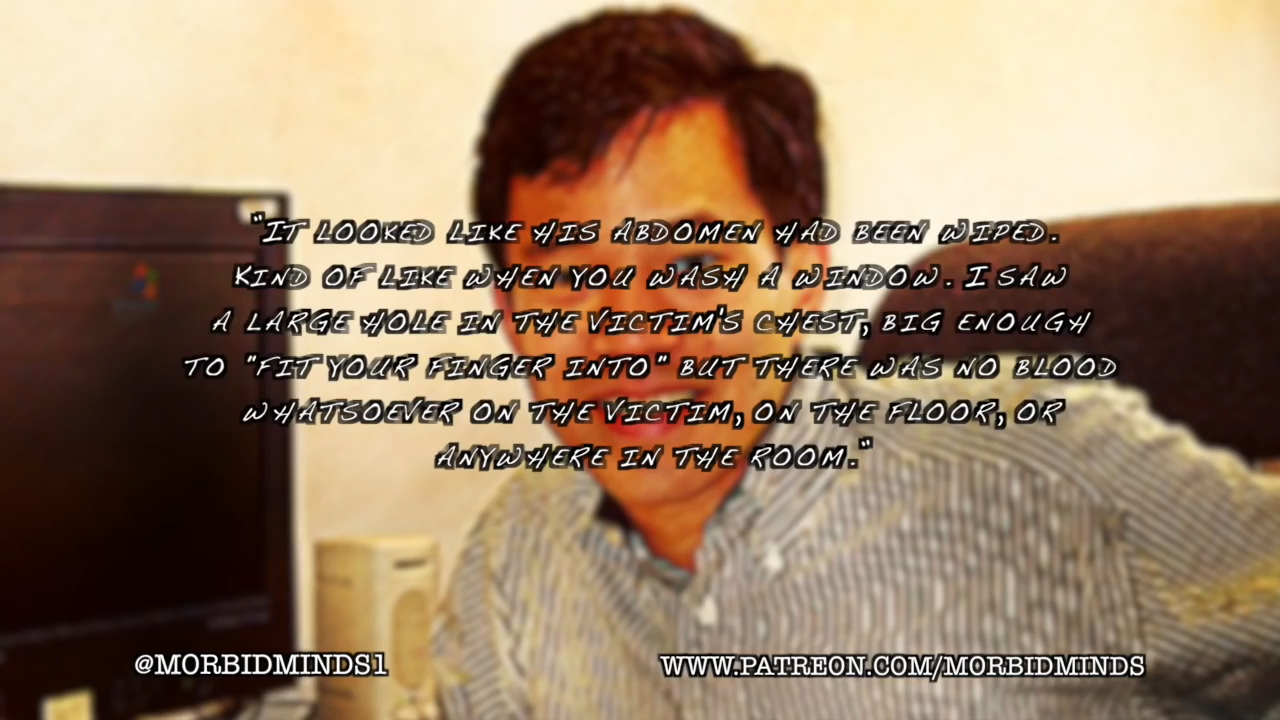 "IT LOOKED LIKE HIS ABDOMEN HAD BEEN WIPED.
KIND OF LIKE WHEN YOU WASH A WINDOW. I SAW
A LARGE HOLE IN THE VICTIM'S CHEST, BIG ENOUGH
TO "FIT YOUR FINGER INTO" BUT THERE WAS NO BLOOD
WHATSOEVER ON THE VICTIM, ON THE FLOOR, OR
ANYWHERE IN THE ROOM."
@MORBIDMINDS1
WWW.PATREON.COM/MORBIDMINDS